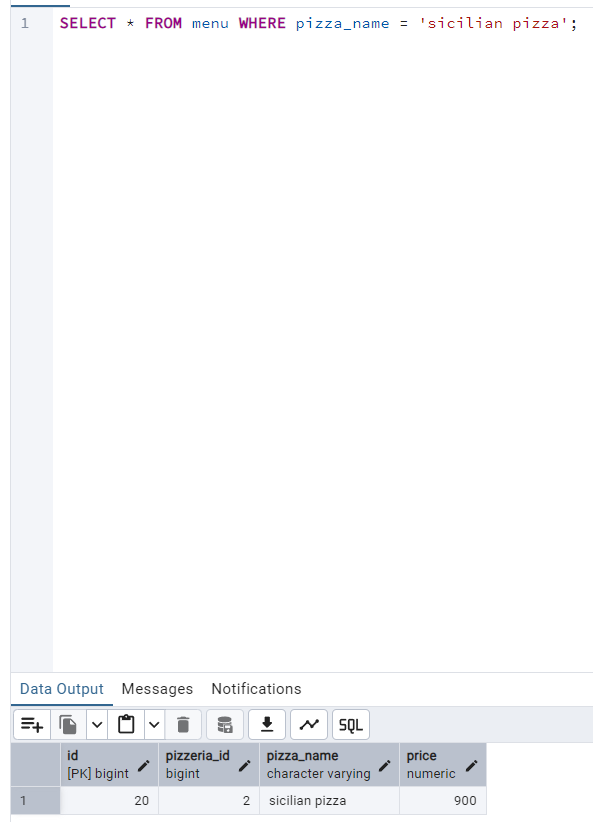 1 SELECT * FROM menu WHERE pizza_name = 'sicilian pizza';
Data Output Messages Notifications
SQL
id pizzeria_id pizza_name price
[PK] bigint bigint character varying numeric
1 20 2 sicilian pizza 900